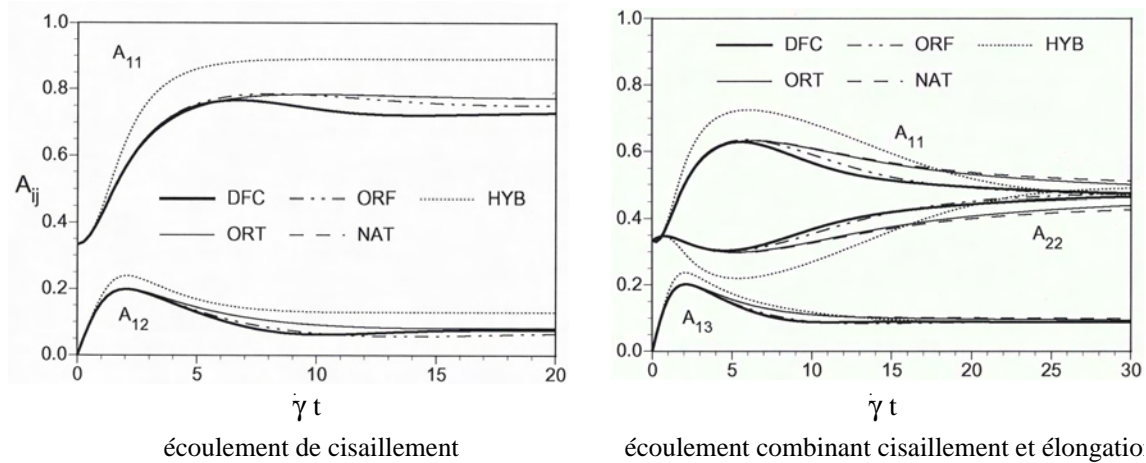 1.0
0.8
0.6
0.4
0.2
0.0
A11
Aij
DFC ORF HYB
ORT NAT
A12
0 5 10 15 20
γ̇ t
écoulement de cisaillement
1.0
0.8
0.6
0.4
0.2
0.0
DFC ORF HYB
ORT NAT
A11
A22
A13
0 5 10 15 20 25 30
γ̇ t
écoulement combinant cisaillement et élongatio